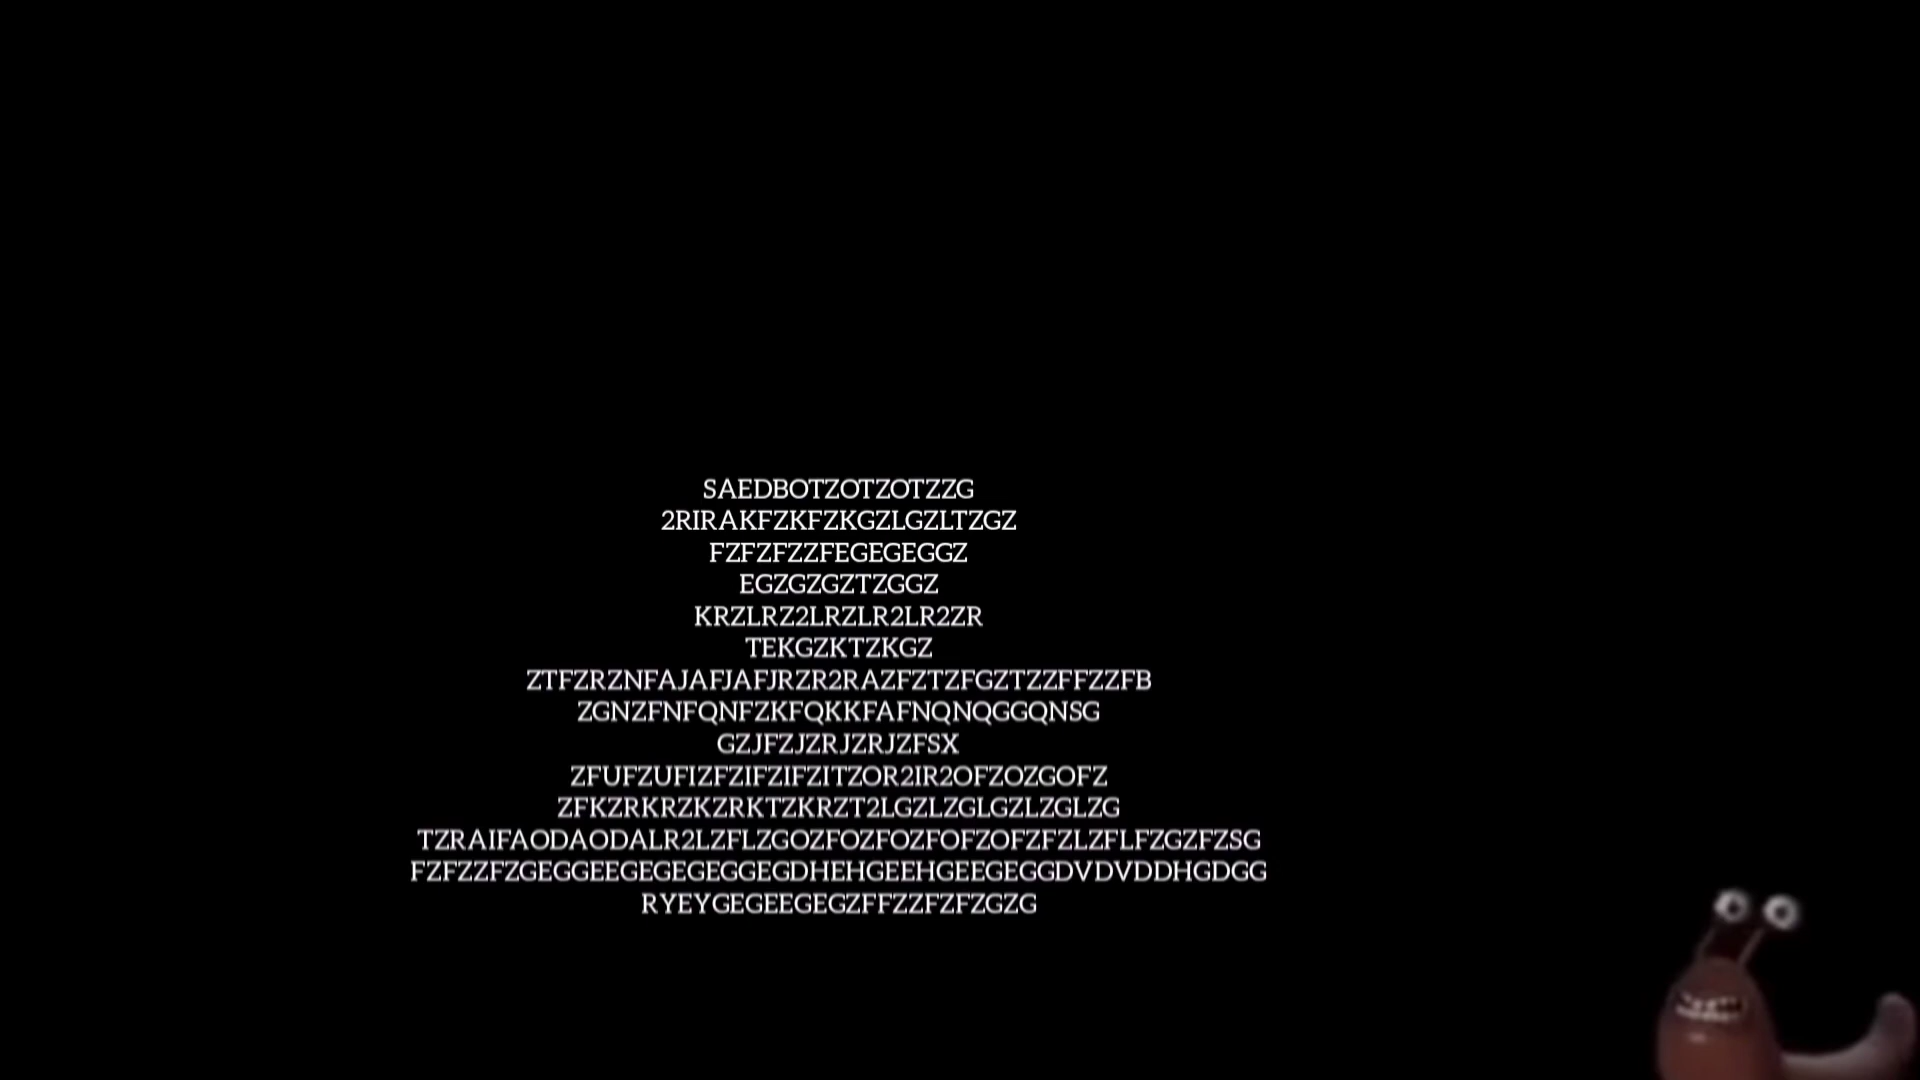 SAEDBOTZOTZOTZZG
2RIRAKFZKFZKGZLGZLTZGZ
FZFZFZZFEGEGEGGZ
EGZGZGZTZGGZ
KRZLRZ2LRZLR2LR2ZR
TEKGZKTZKGZ
ZTFZRZNFAJAFJAFJRZR2RAZFZTZFGZTZZFFZZFB
ZGNZFNFQNFZKFQKKFAFNQNQGGQNSG
GZJFZJZRJZRJZFSX
ZFUFZUFIZFZIFZIFZITZOR2IR2OFZOZGOFZ
ZFKZRKRZKZRKTZKRZT2LGZLZGLGZLZGLZG
TZRAIFAODAODALR2LZFLZGOZFOZFOZFOFZOFZFZLZFLFZGZFZSG
FZFZZFZGEGGEEGEGEGEGGEGDHEHGEEHGEEGEGGDVDVDDHGDGG
RYEYGEGEEGEGZFFZZFZFZGZG